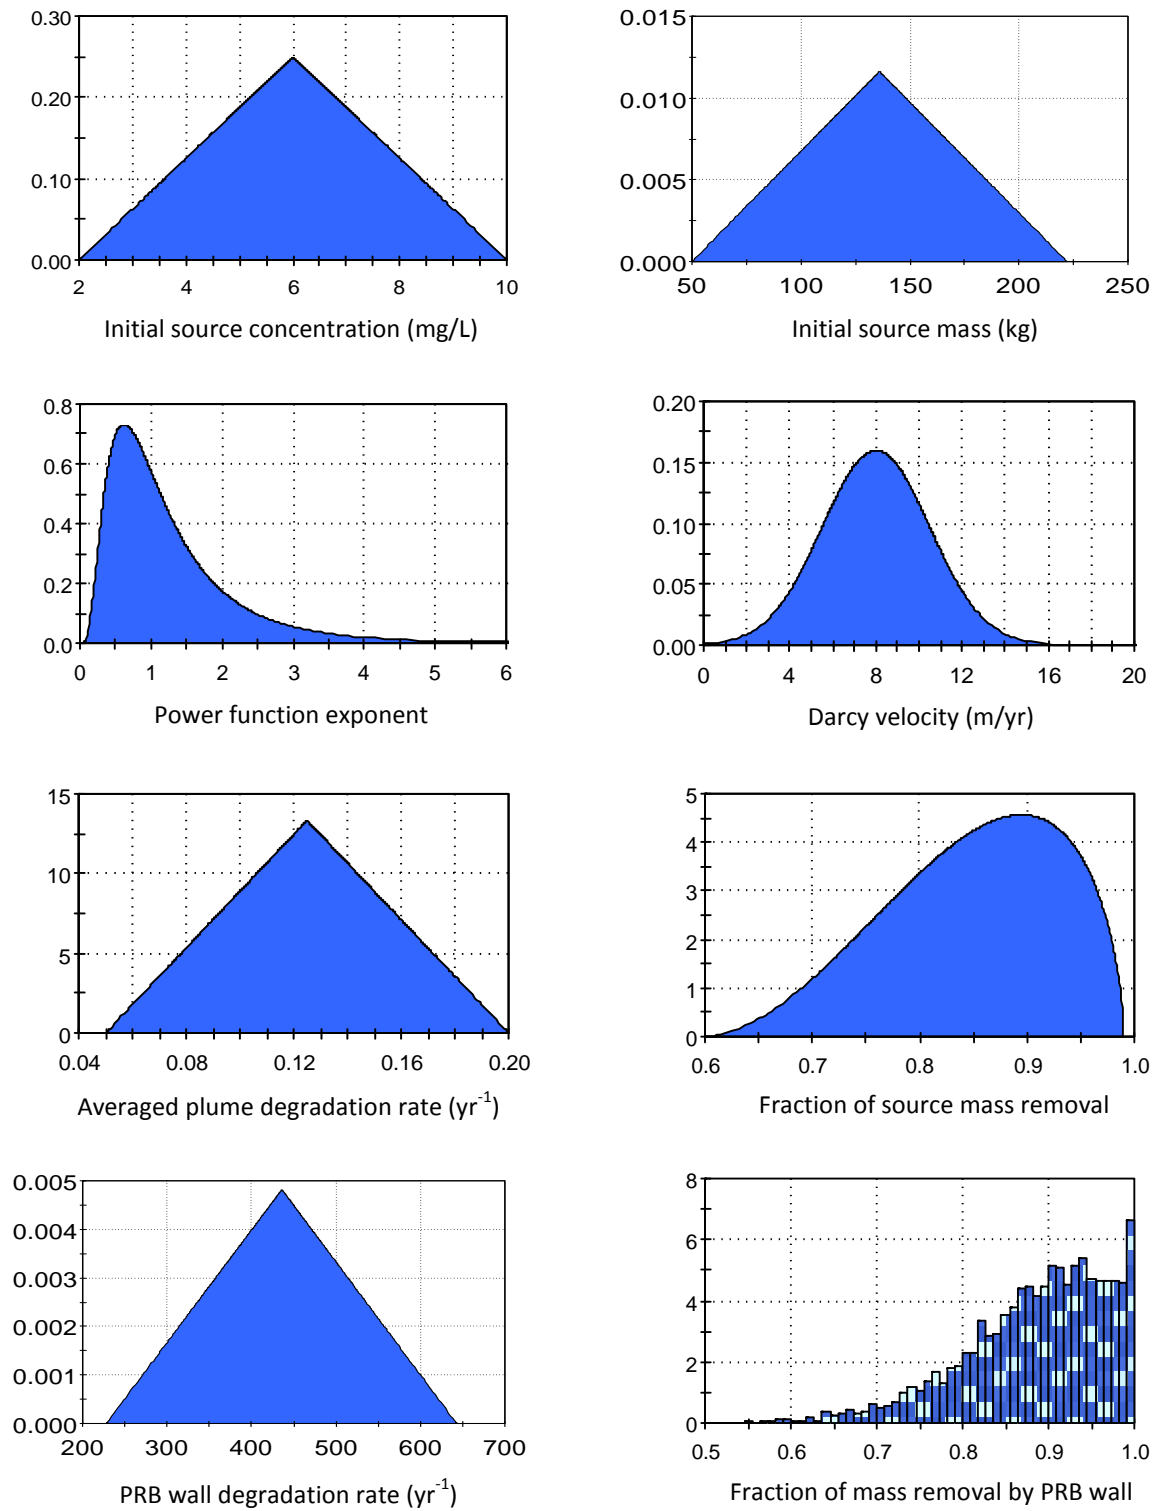 0.30
0.20
0.10
0.00
2 4 6 8 10
Initial source concentration (mg/L)
0.015
0.010
0.005
0.000
50 100 150 200 250
Initial source mass (kg)
0.8
0.6
0.4
0.2
0.0
0 1 2 3 4 5 6
Power function exponent
0.20
0.15
0.10
0.05
0.00
0 4 8 12 16 20
Darcy velocity (m/yr)
15
10
5
0
0.04 0.08 0.12 0.16 0.20
Averaged plume degradation rate (yr⁻¹)
5
4
3
2
1
0
0.6 0.7 0.8 0.9 1.0
Fraction of source mass removal
0.005
0.004
0.003
0.002
0.001
0.000
200 300 400 500 600 700
PRB wall degradation rate (yr⁻¹)
8
6
4
2
0
0.5 0.6 0.7 0.8 0.9 1.0
Fraction of mass removal by PRB wall